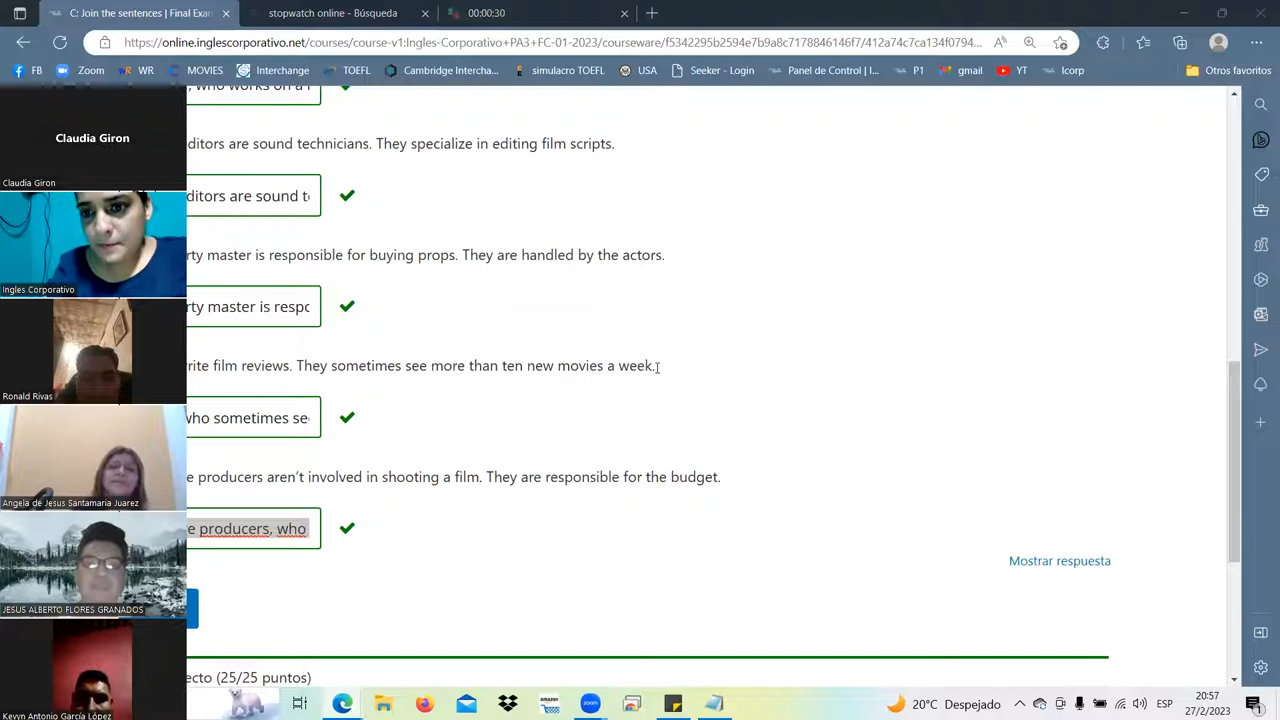 C: Join the sentences | Final Exam
stopwatch online - Búsqueda
00:00:30
https://online.inglescorporativo.net/courses/course-v1:Ingles-Corporativo+PA3+FC-01-2023/courseware/f5342295b2594e7b9a8c7178846146f7/412a74c7ca134f0794...
FB Zoom WR MOVIES Interchange TOEFL Cambridge Intercha... simulacro TOEFL USA Seeker - Login Panel de Control | I... P1 gmail YT Icorp Otros favoritos
, who works on a
Claudia Giron
Claudia Giron
ditors are sound technicians. They specialize in editing film scripts.
ditors are sound t
Ingles Corporativo
rty master is responsible for buying props. They are handled by the actors.
rty master is respo
Ronald Rivas
rite film reviews. They sometimes see more than ten new movies a week.
who sometimes se
Angela de Jesus Santamaria Juarez
e producers aren't involved in shooting a film. They are responsible for the budget.
e producers, who
Mostrar respuesta
JESUS ALBERTO FLORES GRANADOS
ecto (25/25 puntos)
Kevyn Antonio García López
amazon
zoom
20°C Despejado
ESP
20:57
27/2/2023
1